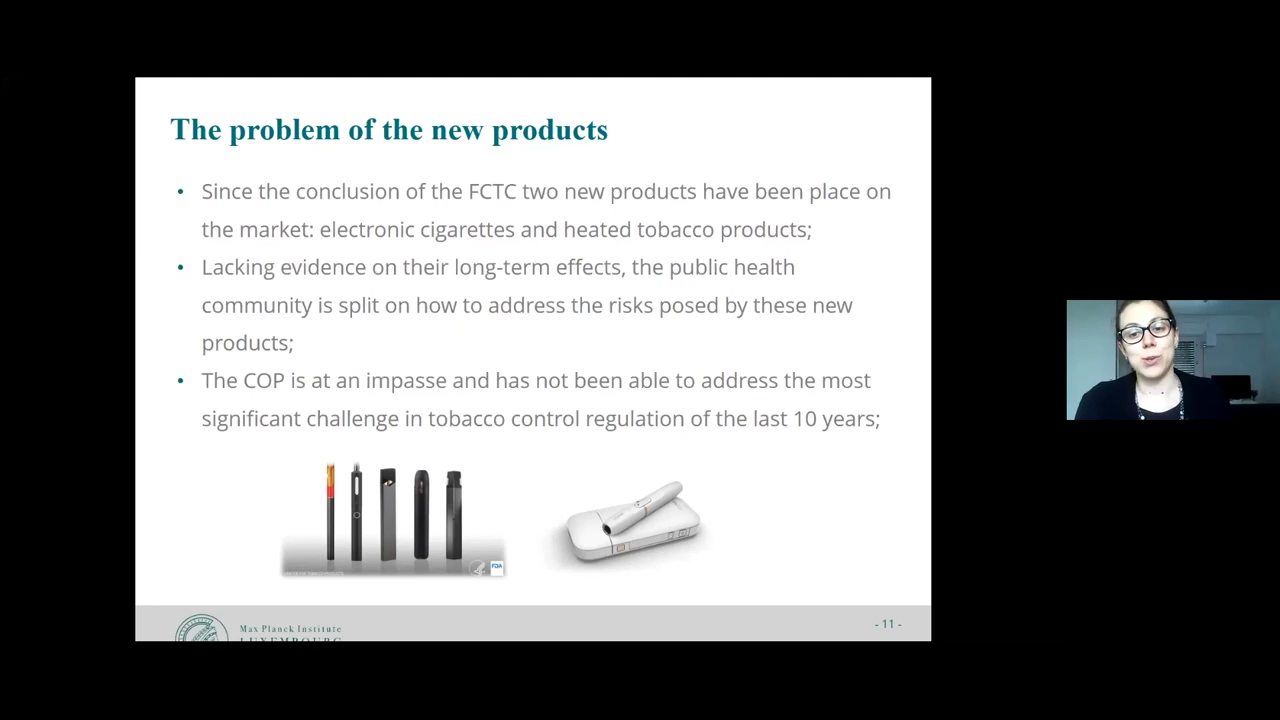 The problem of the new products
• Since the conclusion of the FCTC two new products have been place on
the market: electronic cigarettes and heated tobacco products;
• Lacking evidence on their long-term effects, the public health
community is split on how to address the risks posed by these new
products;
• The COP is at an impasse and has not been able to address the most
significant challenge in tobacco control regulation of the last 10 years;
FDA
Max Planck Institute
LUXEMBOURG
- 11 -